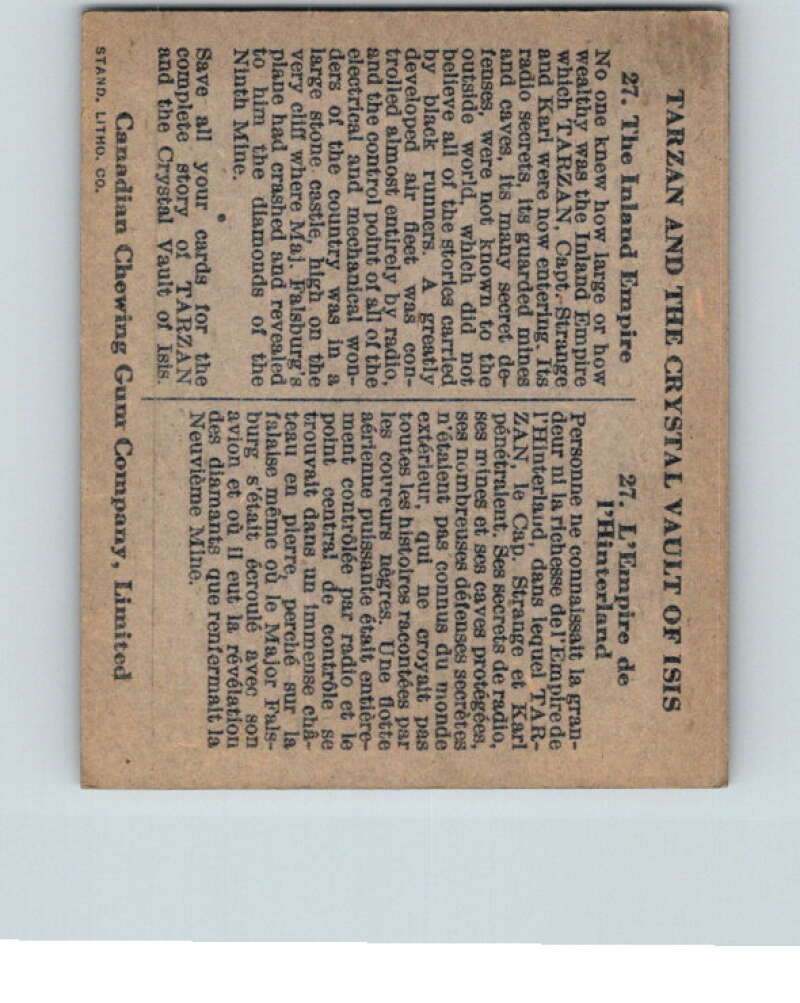 TARZAN AND THE CRYSTAL VAULT OF ISIS
27. The Inland Empire
No one knew how large or how
wealthy was the Inland Empire
which TARZAN, Capt. Strange
and Karl were now entering. Its
radio secrets, its guarded mines
and caves, its many secret de-
fenses, were not known to the
outside world, which did not
believe all of the stories carried
by black runners. A greatly
developed air fleet was con-
trolled almost entirely by radio,
and the control point of all of the
electrical and mechanical won-
ders of the country was in a
large stone castle, high on the
very cliff where Maj. Falsburg's
plane had crashed and revealed
to him the diamonds of the
Ninth Mine.
Save all your cards for the
complete story of TARZAN
and the Crystal Vault of Isis.
27. L'Empire de
l'Hinterland
Personne ne connaissait la gran-
deur ni la richesse de l'Empire de
l'Hinterland, dans lequel TAR-
ZAN, le Cap. Strange et Karl
pénétraient. Ses secrets de radio,
ses mines et ses caves protégées,
ses nombreuses défenses secrètes
n'étaient pas connus du monde
extérieur, qui ne croyait pas
toutes les histoires racontées par
les coureurs nègres. Une flotte
aérienne puissante était entière-
ment contrôlée par radio et le
point central de contrôle se
trouvait dans un immense châ-
teau en pierre, perché sur la
falaise même où le Major Fals-
burg s'était écroulé avec son
avion et où il eut la révélation
des diamants que renfermait la
Neuvième Mine.
Canadian Chewing Gum Company, Limited
STAND. LITHO. CO.